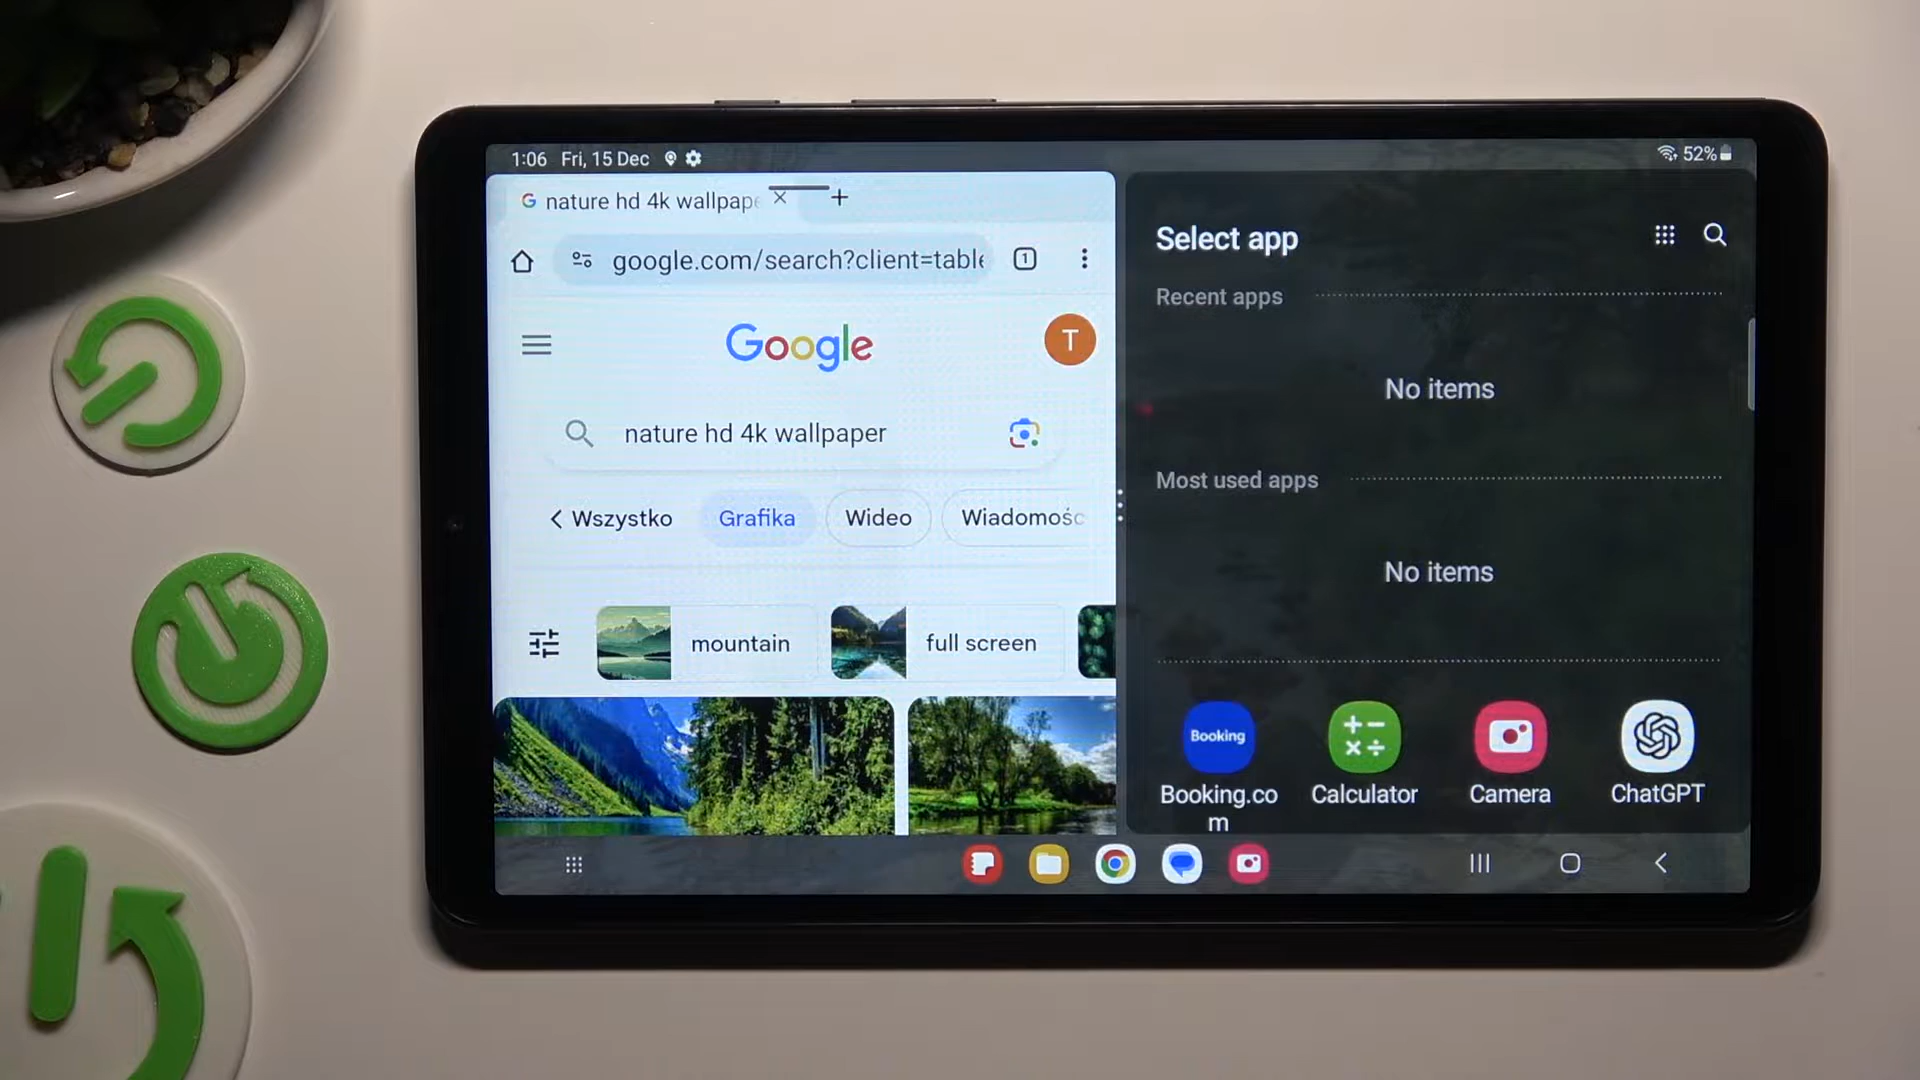 1:06 Fri, 15 Dec
52%
nature hd 4k wallpape
google.com/search?client=table
1
Google
T
nature hd 4k wallpaper
Wszystko Grafika Wideo Wiadomośc
mountain full screen
Select app
Recent apps
No items
Most used apps
No items
Booking
Booking.co
m
Calculator
Camera
ChatGPT